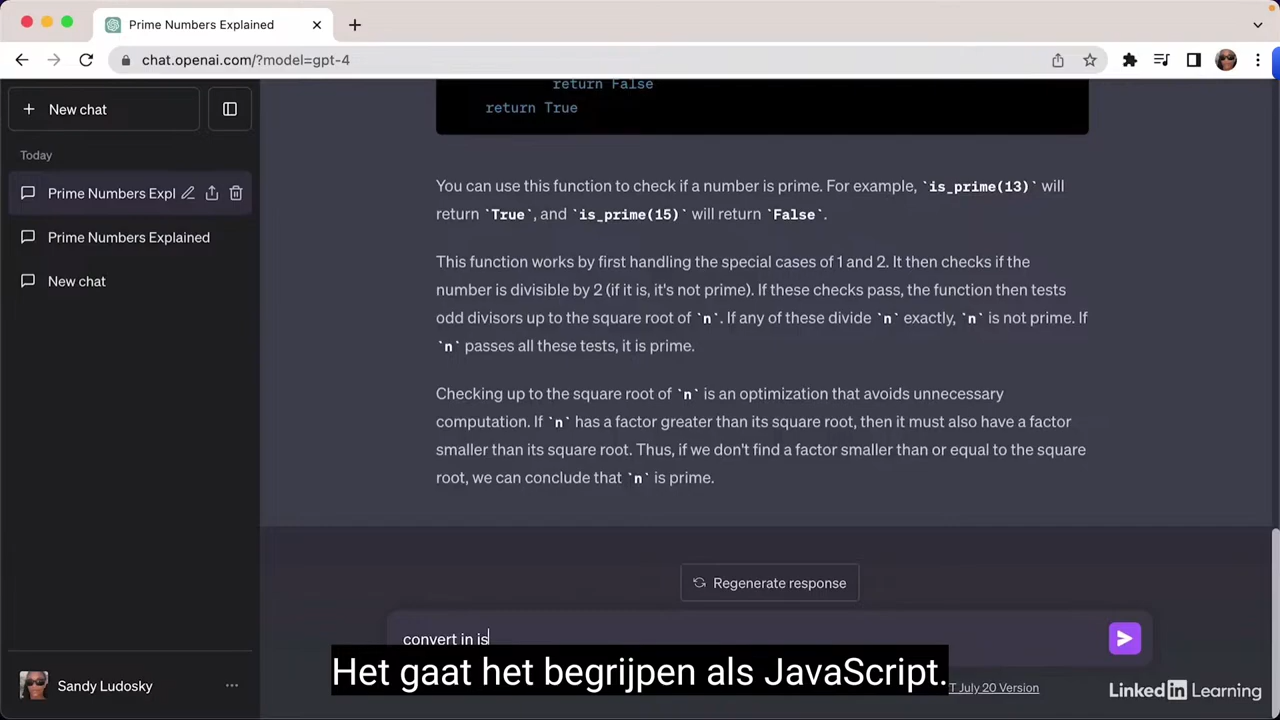 Prime Numbers Explained
chat.openai.com/?model=gpt-4
New chat
Today
Prime Numbers Expl
Prime Numbers Explained
New chat
return False
return True
You can use this function to check if a number is prime. For example, `is_prime(13)` will
return `True`, and `is_prime(15)` will return `False`.
This function works by first handling the special cases of 1 and 2. It then checks if the
number is divisible by 2 (if it is, it's not prime). If these checks pass, the function then tests
odd divisors up to the square root of `n`. If any of these divide `n` exactly, `n` is not prime. If
`n` passes all these tests, it is prime.
Checking up to the square root of `n` is an optimization that avoids unnecessary
computation. If `n` has a factor greater than its square root, then it must also have a factor
smaller than its square root. Thus, if we don't find a factor smaller than or equal to the square
root, we can conclude that `n` is prime.
Regenerate response
convert in is
Het gaat het begrijpen als JavaScript.
Sandy Ludosky
T July 20 Version
LinkedIn Learning